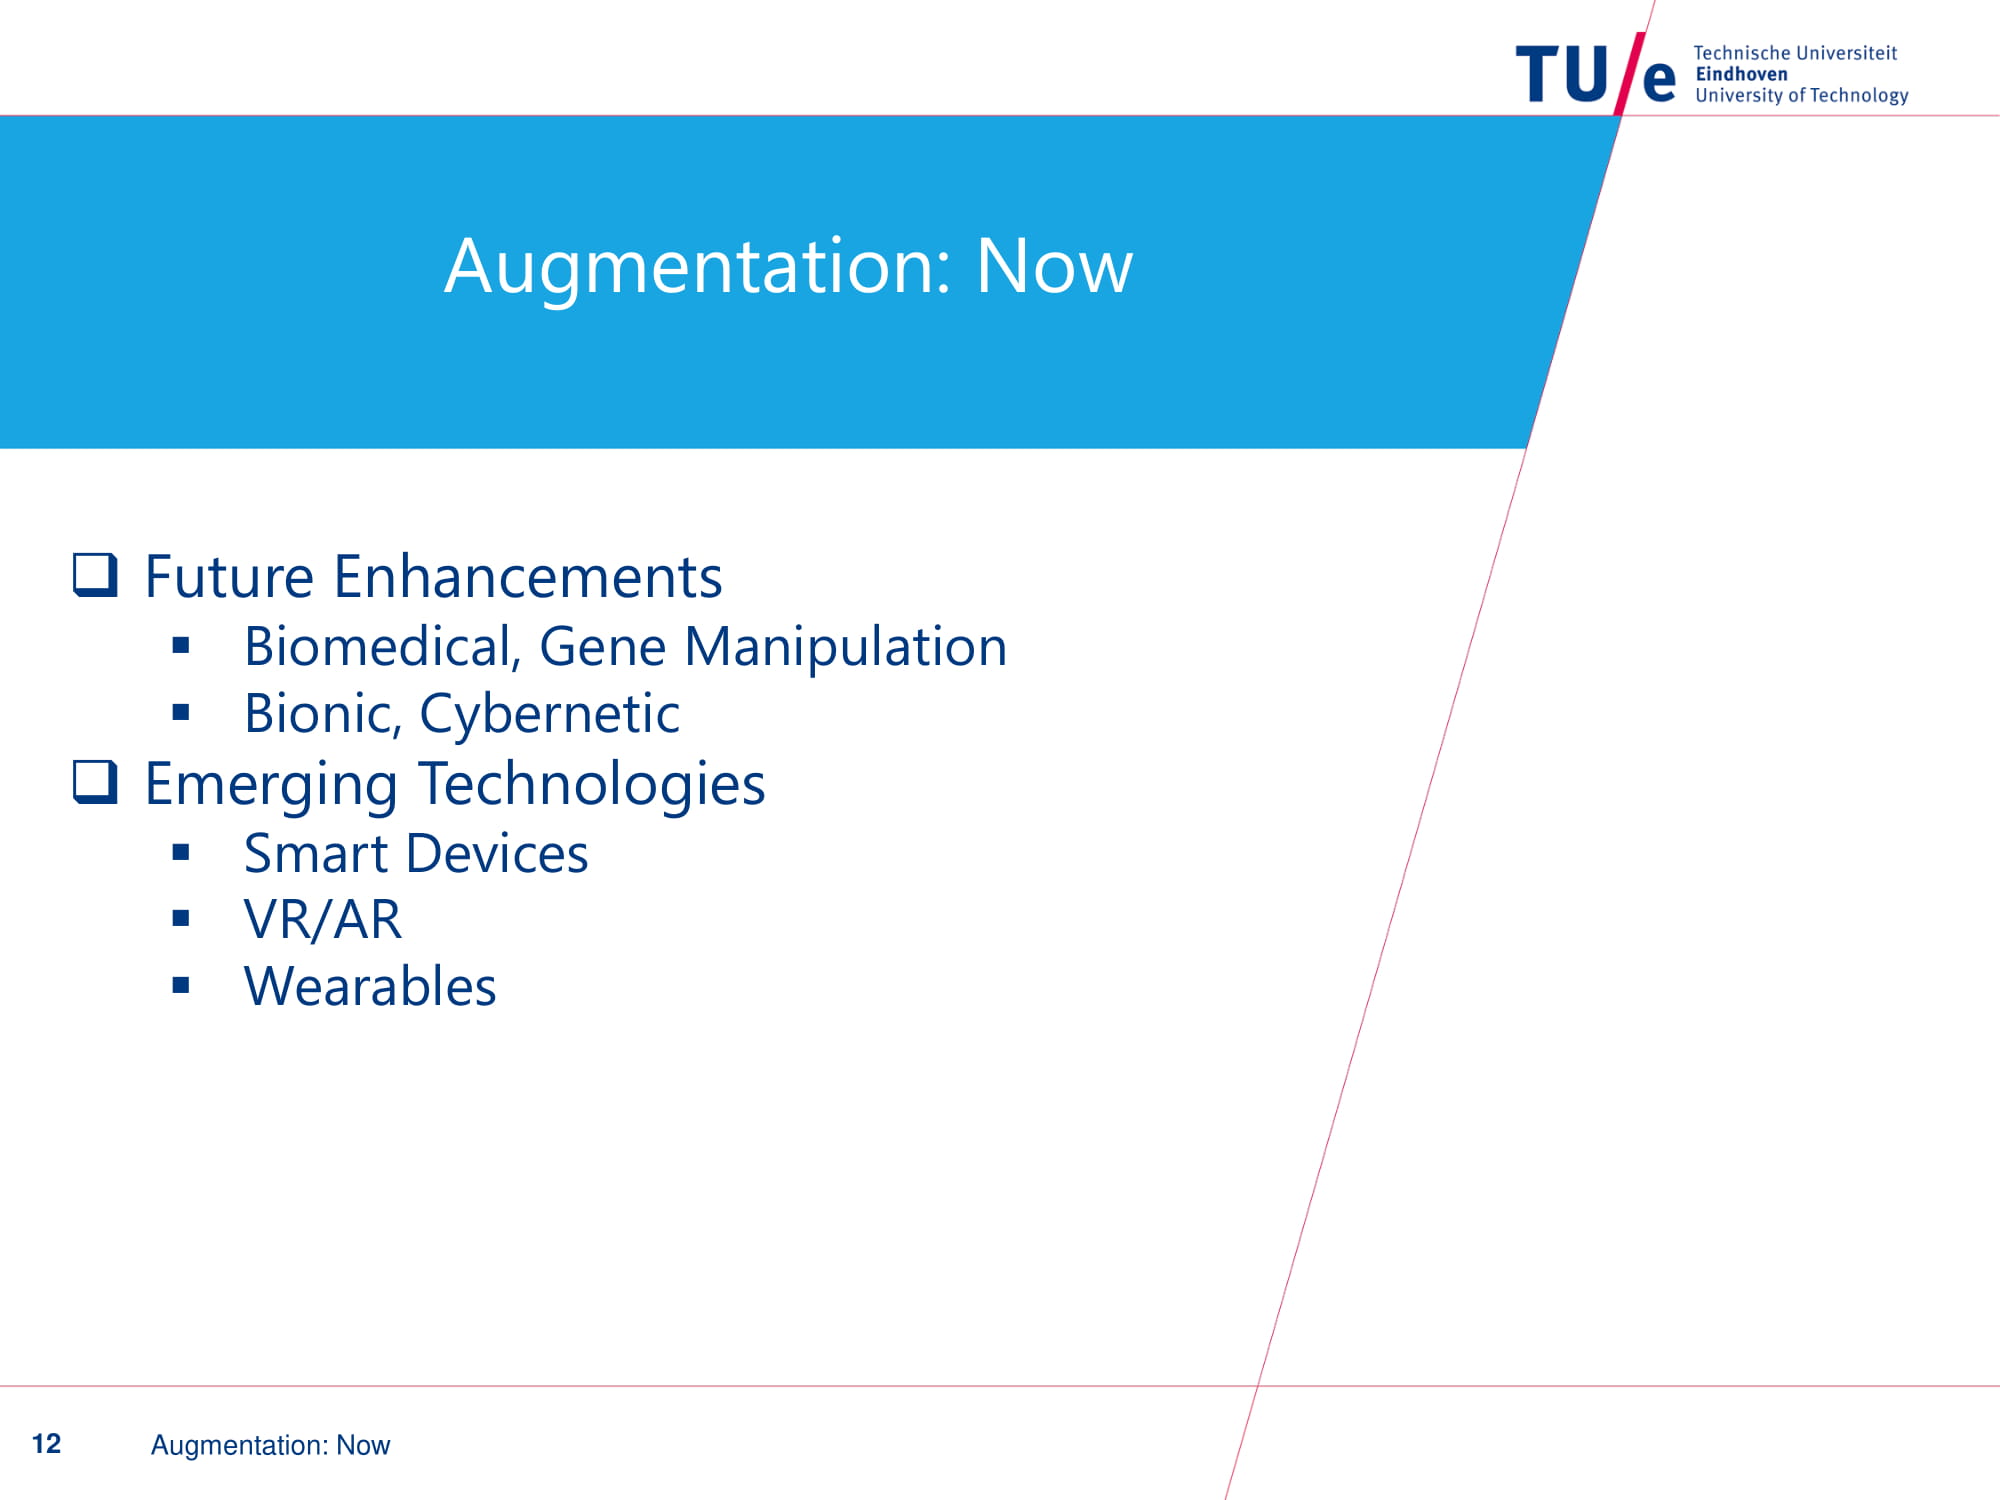 TU/e
Technische Universiteit
Eindhoven
University of Technology
Augmentation: Now
Future Enhancements
Biomedical, Gene Manipulation
Bionic, Cybernetic
Emerging Technologies
Smart Devices
VR/AR
Wearables
12 Augmentation: Now